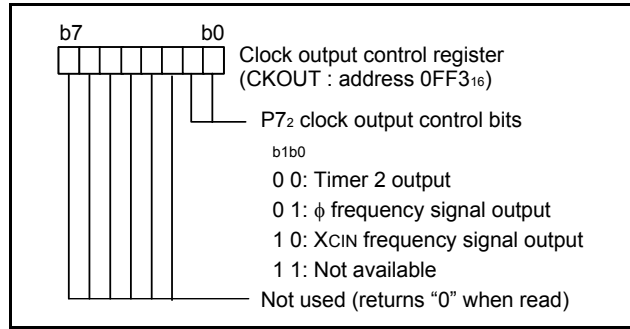 b7 b0
Clock output control register
(CKOUT : address 0FF3₁₆)
P7₂ clock output control bits
b1b0
0 0: Timer 2 output
0 1: ϕ frequency signal output
1 0: XCIN frequency signal output
1 1: Not available
Not used (returns “0” when read)